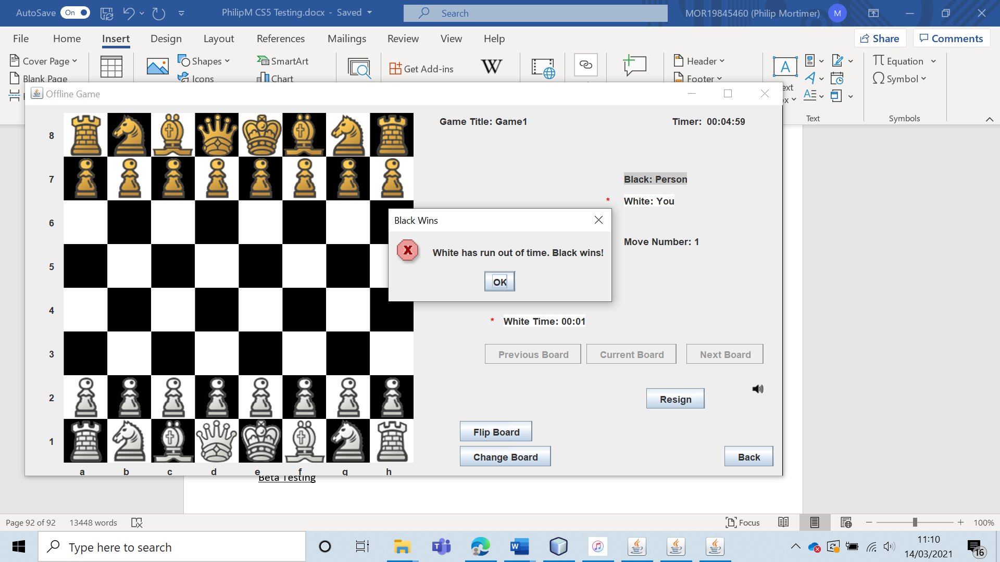 AutoSave On PhilipM CS5 Testing.docx - Saved Search MOR19845460 (Philip Mortimer) M
File Home Insert Design Layout References Mailings Review View Help Share Comments
Cover Page Shapes SmartArt Get Add-ins W Header A Equation
Blank Page Icons Chart Footer Symbol
Text Symbols
Offline Game
Game Title: Game1 Timer: 00:04:59
8
7 Black: Person
* White: You
6 Black Wins
Move Number: 1
5 White has run out of time. Black wins!
OK
4
* White Time: 00:01
3 Previous Board Current Board Next Board
2 Resign
Flip Board
1
Change Board Back
a b c d e f g h
Beta Testing
Page 92 of 92 13448 words Focus 100%
Type here to search 11:10
14/03/2021 16